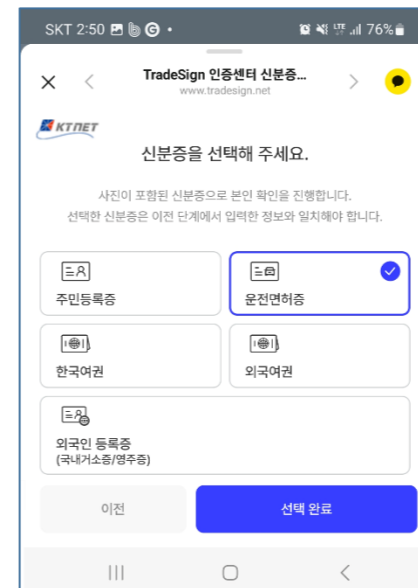 SKT 2:50
LTE 76%
TradeSign 인증센터 신분증...
www.tradesign.net
KTNET
신분증을 선택해 주세요.
사진이 포함된 신분증으로 본인 확인을 진행합니다.
선택한 신분증은 이전 단계에서 입력한 정보와 일치해야 합니다.
주민등록증
운전면허증
한국여권
외국여권
외국인 등록증
(국내거소증/영주증)
이전
선택 완료